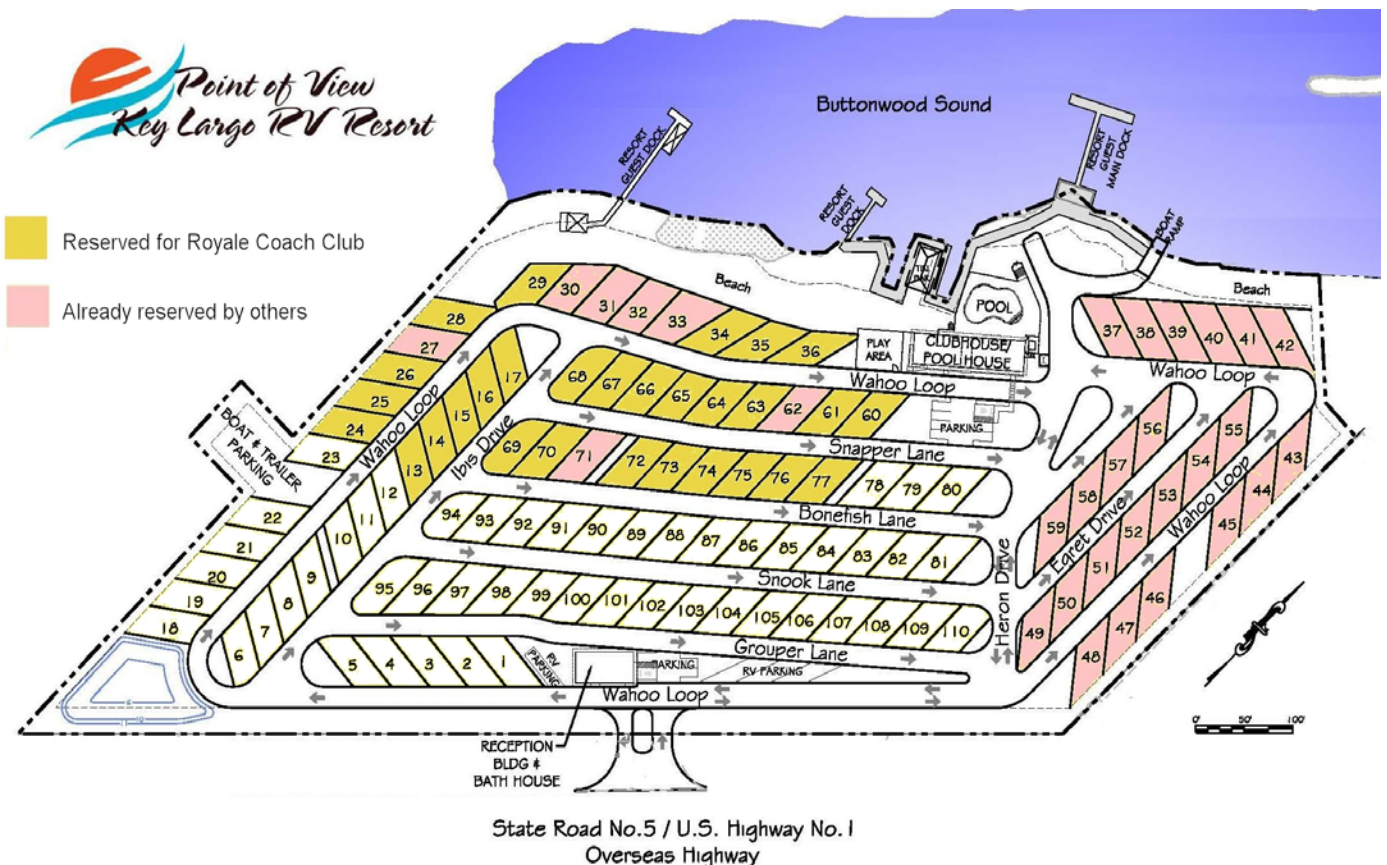 Point of View
Key Largo RV Resort
Reserved for Royale Coach Club
Already reserved by others
Buttonwood Sound
RESORT
GUEST DOCK
RESORT
GUEST
DOCK
RESORT
GUEST
MAIN DOCK
BOAT
RAMP
TIKI
BAR
Beach
Beach
POOL
PLAY
AREA
CLUBHOUSE/
POOL HOUSE
PARKING
29
30
31
32
33
34
35
36
37
38
39
40
41
42
Wahoo Loop
Wahoo Loop
28
27
26
25
24
23
22
21
20
19
18
BOAT & TRAILER
PARKING
Wahoo Loop
17
16
15
14
13
12
11
10
9
8
7
6
Ibis Drive
68
67
66
65
64
63
62
61
60
Snapper Lane
69
70
71
72
73
74
75
76
77
78
79
80
Bonefish Lane
94
93
92
91
90
89
88
87
86
85
84
83
82
81
Snook Lane
95
96
97
98
99
100
101
102
103
104
105
106
107
108
109
110
Grouper Lane
5
4
3
2
1
RV
PARKING
PARKING
RV PARKING
Wahoo Loop
Heron Drive
56
57
58
59
Egret Drive
55
54
53
52
51
50
49
Wahoo Loop
43
44
45
46
47
48
RECEPTION
BLDG &
BATH HOUSE
0 50' 100'
State Road No.5 / U.S. Highway No.1
Overseas Highway